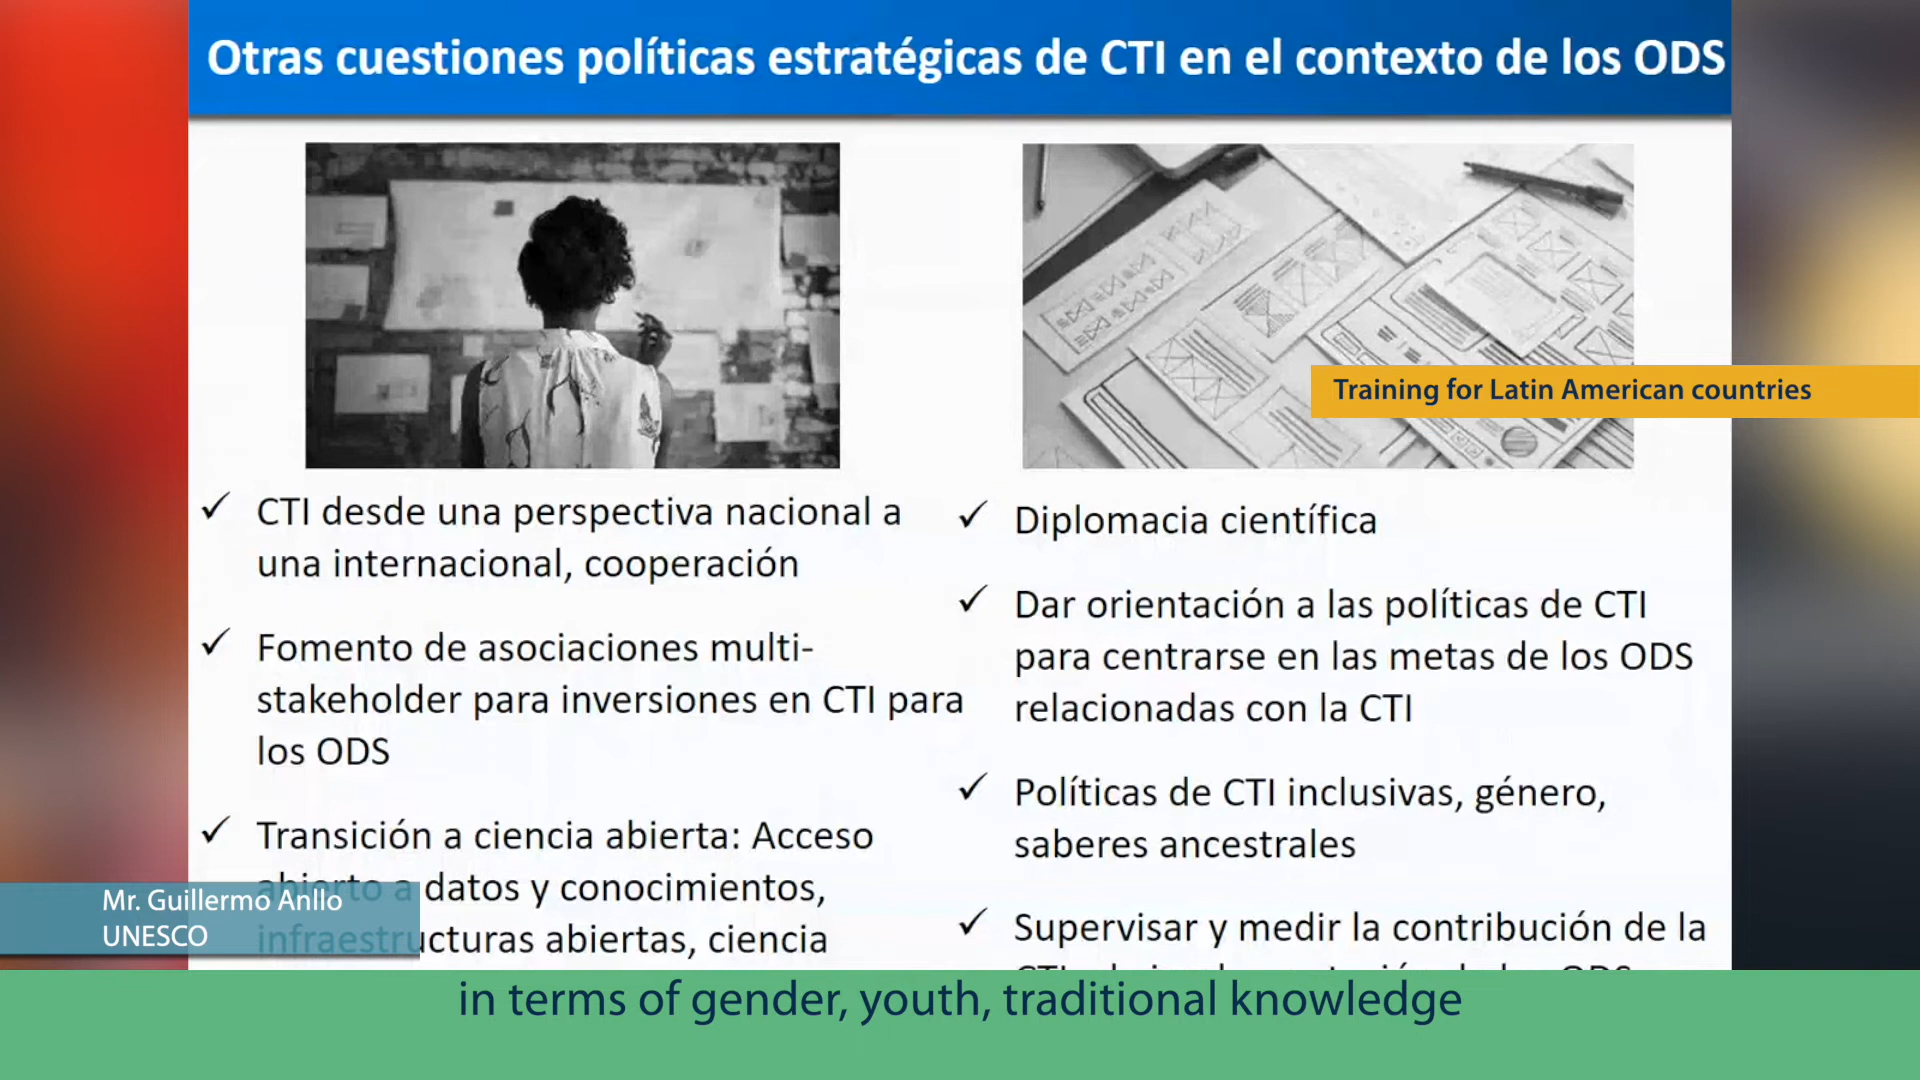 Otras cuestiones políticas estratégicas de CTI en el contexto de los ODS
Training for Latin American countries
✓ CTI desde una perspectiva nacional a
una internacional, cooperación
✓ Fomento de asociaciones multi-
stakeholder para inversiones en CTI para
los ODS
✓ Transición a ciencia abierta: Acceso
abierto a datos y conocimientos,
infraestructuras abiertas, ciencia
✓ Diplomacia científica
✓ Dar orientación a las políticas de CTI
para centrarse en las metas de los ODS
relacionadas con la CTI
✓ Políticas de CTI inclusivas, género,
saberes ancestrales
✓ Supervisar y medir la contribución de la
Mr. Guillermo Anllo
UNESCO
in terms of gender, youth, traditional knowledge